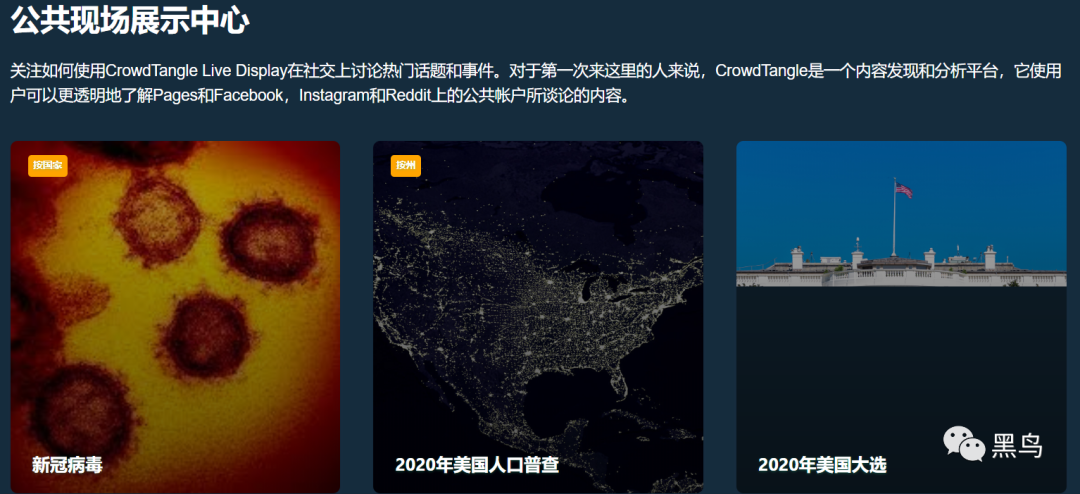 公共现场展示中心
关注如何使用CrowdTangle Live Display在社交上讨论热门话题和事件。对于第一次来这里的人来说，CrowdTangle是一个内容发现和分析平台，它使用
户可以更透明地了解Pages和Facebook，Instagram和Reddit上的公共帐户所谈论的内容。
按国家
按州
新冠病毒
2020年美国人口普查
2020年美国大选
黑鸟